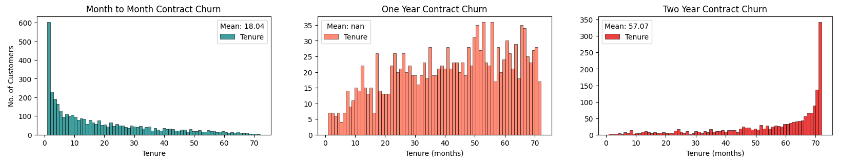 Month to Month Contract Churn
Mean: 18.04
Tenure
No. of Customers
600
500
400
300
200
100
0
0 10 20 30 40 50 60 70
Tenure
One Year Contract Churn
Mean: nan
Tenure
35
30
25
20
15
10
5
0
0 10 20 30 40 50 60 70
Tenure (months)
Two Year Contract Churn
Mean: 57.07
Tenure
350
300
250
200
150
100
50
0
0 10 20 30 40 50 60 70
Tenure (months)